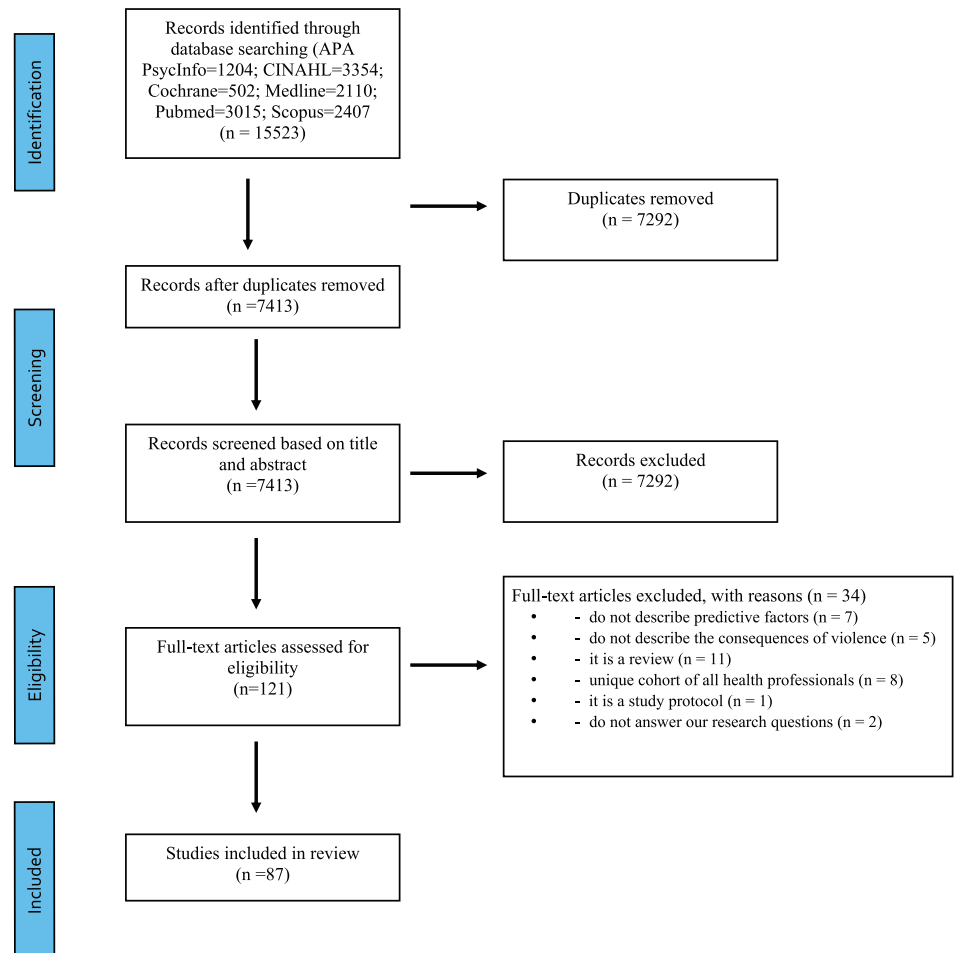 Identification
Records identified through
database searching (APA
PsycInfo=1204; CINAHL=3354;
Cochrane=502; Medline=2110;
Pubmed=3015; Scopus=2407
(n = 15523)
Duplicates removed
(n = 7292)
Screening
Records after duplicates removed
(n =7413)
Records screened based on title
and abstract
(n =7413)
Records excluded
(n = 7292)
Eligibility
Full-text articles assessed for
eligibility
(n=121)
Full-text articles excluded, with reasons (n = 34)
• - do not describe predictive factors (n = 7)
• - do not describe the consequences of violence (n = 5)
• - it is a review (n = 11)
• - unique cohort of all health professionals (n = 8)
• - it is a study protocol (n = 1)
• - do not answer our research questions (n = 2)
Included
Studies included in review
(n =87)